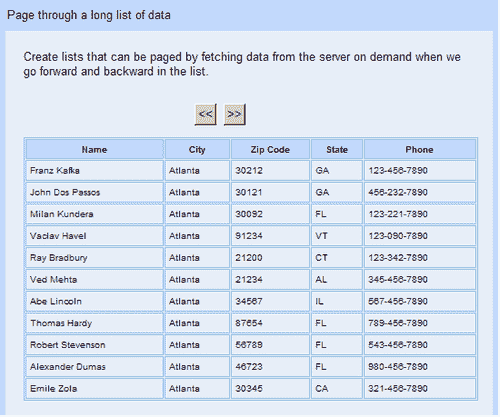 Page through a long list of data
Create lists that can be paged by fetching data from the server on demand when we
go forward and backward in the list.
<< >>
Name City Zip Code State Phone
Franz Kafka Atlanta 30212 GA 123-456-7890
John Dos Passos Atlanta 30121 GA 456-232-7890
Milan Kundera Atlanta 30092 FL 123-221-7890
Vaclav Havel Atlanta 91234 VT 123-090-7890
Ray Bradbury Atlanta 21200 CT 123-342-7890
Ved Mehta Atlanta 21234 AL 345-456-7890
Abe Lincoln Atlanta 34567 IL 567-456-7890
Thomas Hardy Atlanta 87654 FL 789-456-7890
Robert Stevenson Atlanta 56789 FL 543-456-7890
Alexander Dumas Atlanta 46723 FL 980-456-7890
Emile Zola Atlanta 30345 CA 321-456-7890